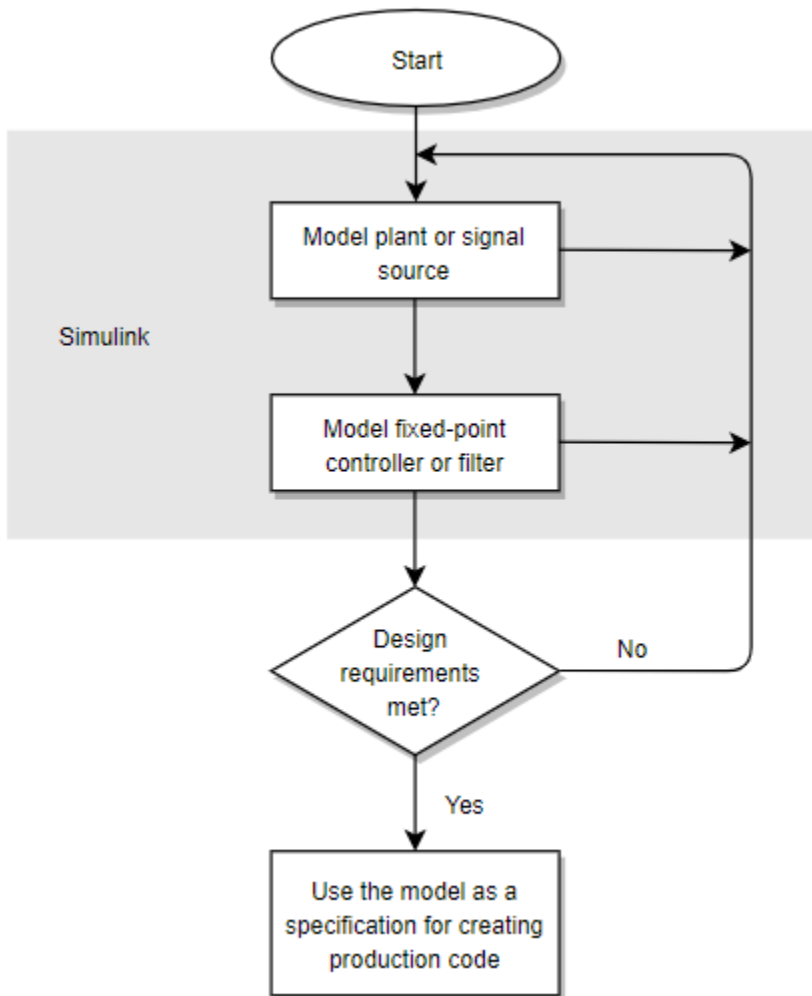 Start
Model plant or signal
source
Simulink
Model fixed-point
controller or filter
Design
requirements
met?
No
Yes
Use the model as a
specification for creating
production code